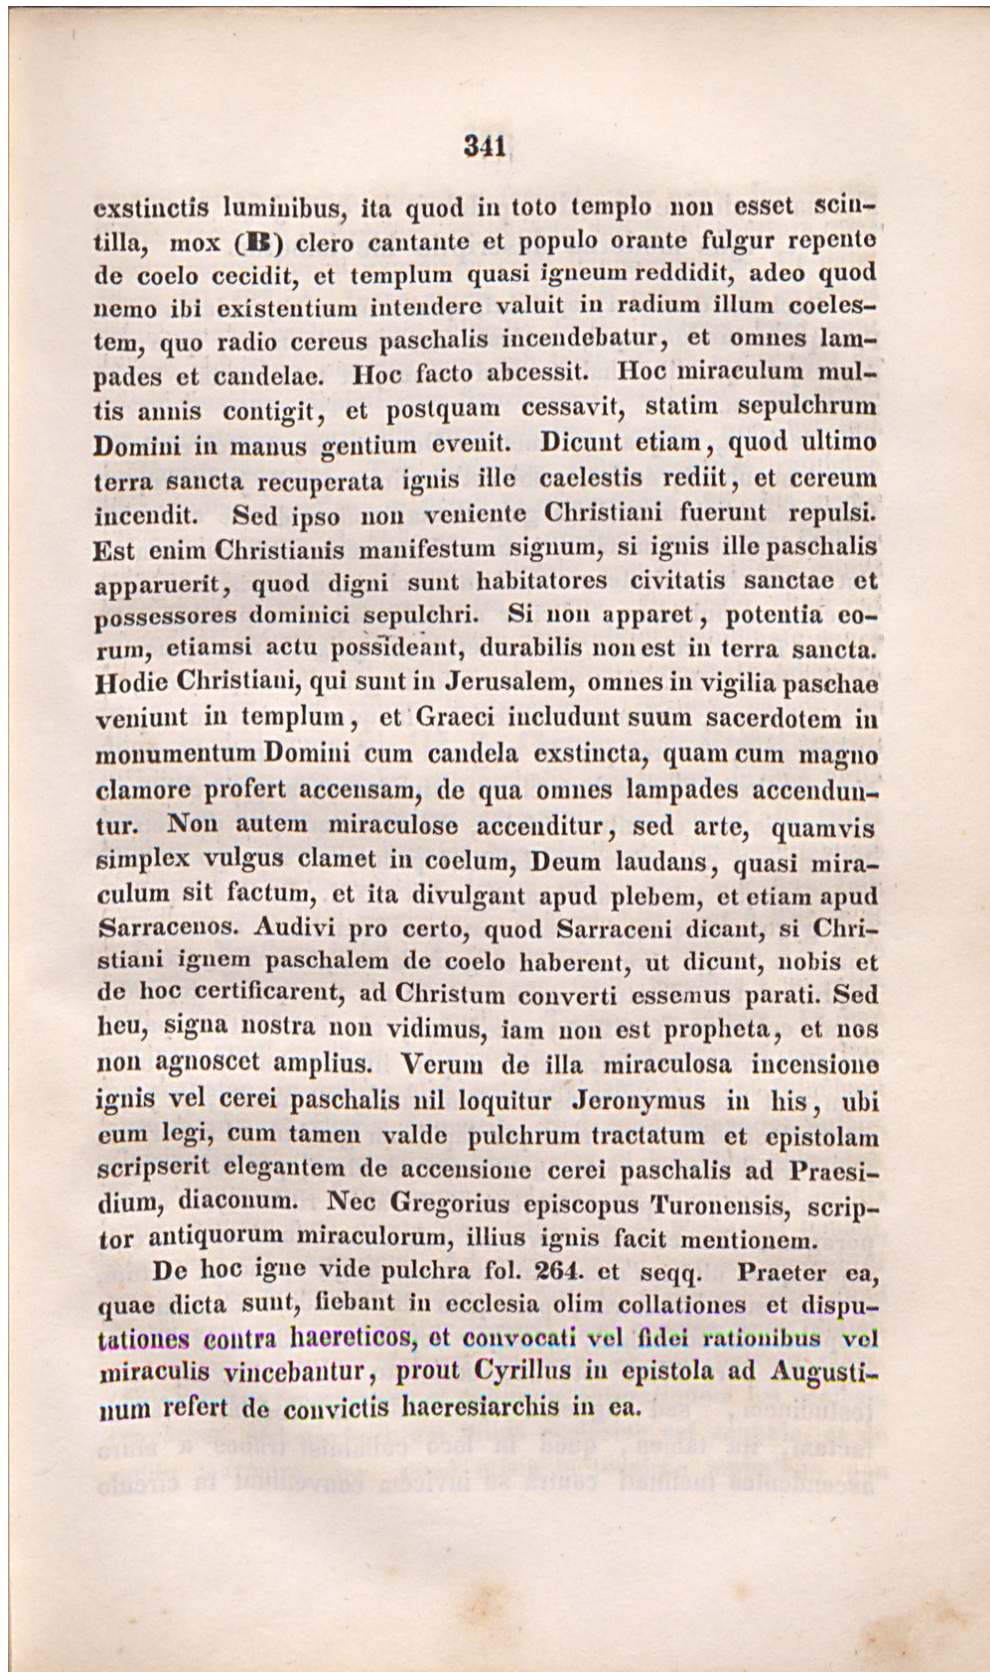 341
exstinctis luminibus, ita quod in toto templo non esset scin-
tilla, mox (B) clero cantante et populo orante fulgur repente
de coelo cecidit, et templum quasi igneum reddidit, adeo quod
nemo ibi existentium intendere valuit in radium illum coeles-
tem, quo radio cereus paschalis incendebatur, et omnes lam-
pades et candelae. Hoc facto abcessit. Hoc miraculum mul-
tis annis contigit, et postquam cessavit, statim sepulchrum
Domini in manus gentium evenit. Dicunt etiam, quod ultimo
terra sancta recuperata ignis ille caelestis rediit, et cereum
incendit. Sed ipso non veniente Christiani fuerunt repulsi.
Est enim Christianis manifestum signum, si ignis ille paschalis
apparuerit, quod digni sunt habitatores civitatis sanctae et
possessores dominici sepulchri. Si non apparet, potentia eo-
rum, etiamsi actu possideant, durabilis non est in terra sancta.
Hodie Christiani, qui sunt in Jerusalem, omnes in vigilia paschae
veniunt in templum, et Graeci includunt suum sacerdotem in
monumentum Domini cum candela exstincta, quam cum magno
clamore profert accensam, de qua omnes lampades accendun-
tur. Non autem miraculose accenditur, sed arte, quamvis
simplex vulgus clamet in coelum, Deum laudans, quasi mira-
culum sit factum, et ita divulgant apud plebem, et etiam apud
Sarracenos. Audivi pro certo, quod Sarraceni dicant, si Chri-
stiani ignem paschalem de coelo haberent, ut dicunt, nobis et
de hoc certificarent, ad Christum converti essemus parati. Sed
heu, signa nostra non vidimus, iam non est propheta, et nos
non agnoscet amplius. Verum de illa miraculosa incensione
ignis vel cerei paschalis nil loquitur Jeronymus in his, ubi
eum legi, cum tamen valde pulchrum tractatum et epistolam
scripserit elegantem de accensione cerei paschalis ad Praesi-
dium, diaconum. Nec Gregorius episcopus Turonensis, scrip-
tor antiquorum miraculorum, illius ignis facit mentionem.
De hoc igne vide pulchra fol. 264. et seqq. Praeter ea,
quae dicta sunt, fiebant in ecclesia olim collationes et dispu-
tationes contra haereticos, et convocati vel fidei rationibus vel
miraculis vincebantur, prout Cyrillus in epistola ad Augusti-
num refert de convictis haeresiarchis in ea.